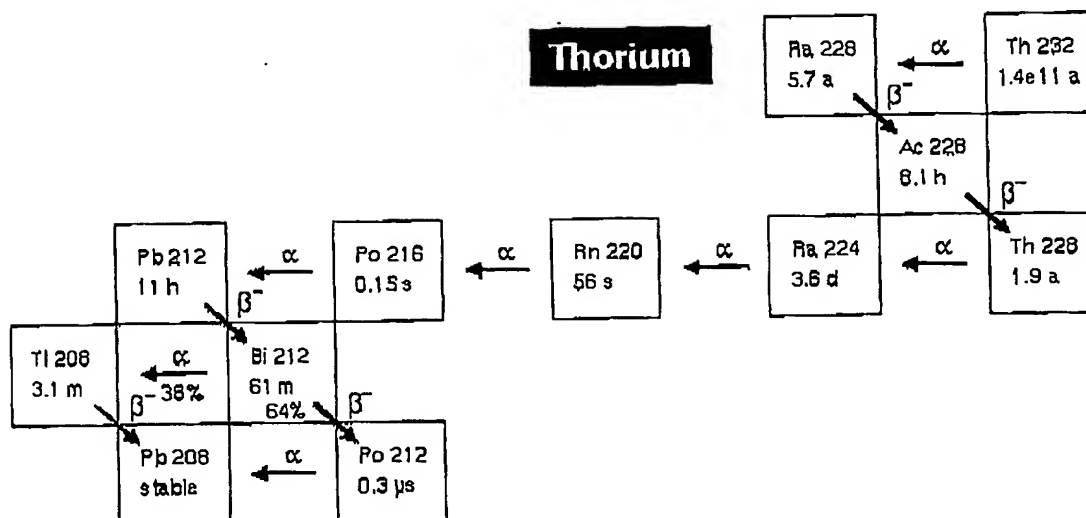 Thorium
Ra 228
5.7 a
α
Th 232
1.4e11 a
β⁻
Ac 228
6.1 h
β⁻
Pb 212
11 h
α
Po 216
0.15 s
α
Rn 220
56 s
α
Ra 224
3.6 d
α
Th 228
1.9 a
β⁻
Tl 208
3.1 m
α
38%
Bi 212
61 m
64%
β⁻
β⁻
Pb 208
stable
α
Po 212
0.3 µs